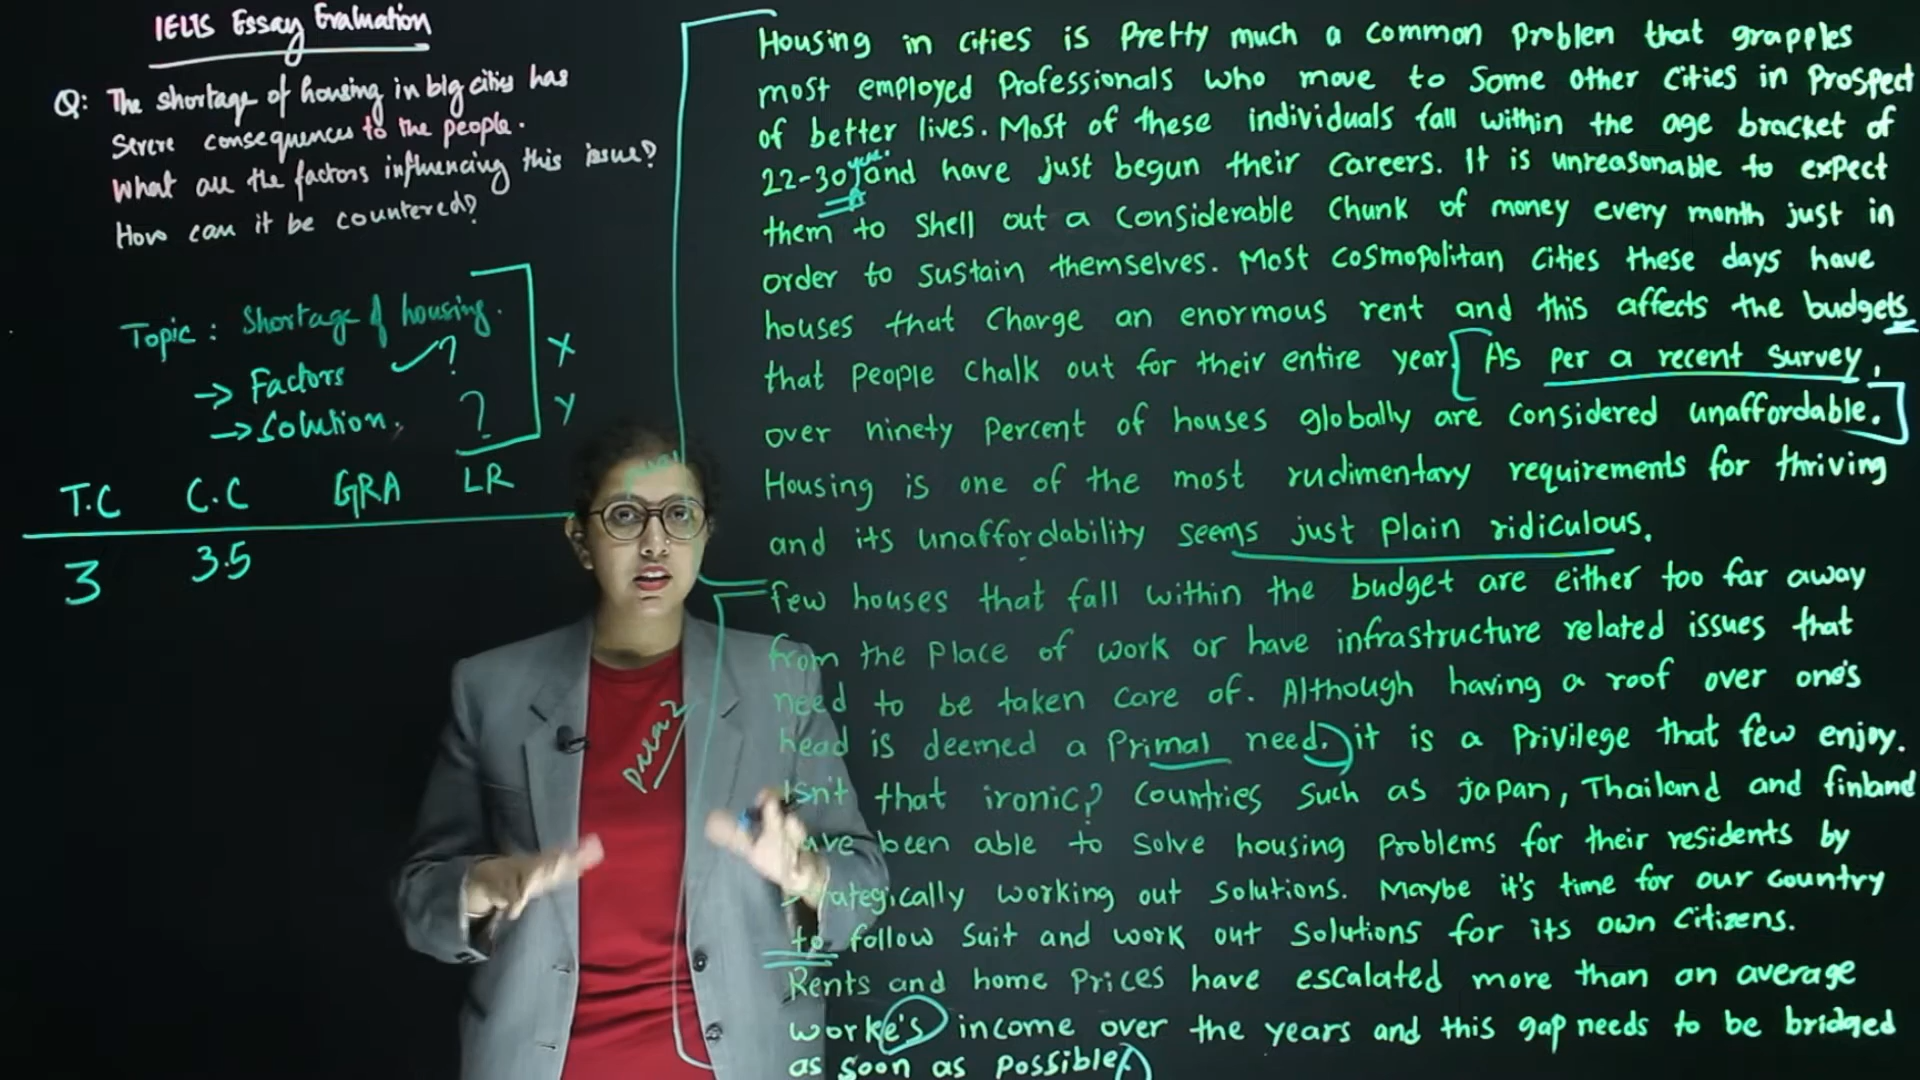 IELTS Essay Evaluation
Q: The shortage of housing in big cities has
severe consequences to the people.
What are the factors influencing this issue?
How can it be countered?
Topic: Shortage of housing.
→ Factors ✓ ?
→ Solution. ?
X
Y
T.C C.C GRA LR
3 3.5
Housing in cities is Pretty much a common Problem that grapples
most employed Professionals who move to some other cities in Prospect
of better lives. Most of these individuals fall within the age bracket of
22-30 and have just begun their careers. It is unreasonable to expect
them to shell out a considerable chunk of money every month just in
order to sustain themselves. Most cosmopolitan cities these days have
houses that charge an enormous rent and this affects the budgets
that people chalk out for their entire year. [As per a recent survey,
over ninety percent of houses globally are considered unaffordable.]
Housing is one of the most rudimentary requirements for thriving
and its unaffordability seems just plain ridiculous.
few houses that fall within the budget are either too far away
from the place of work or have infrastructure related issues that
need to be taken care of. Although having a roof over one's
head is deemed a Primal need. it is a privilege that few enjoy.
Isn't that ironic? Countries such as Japan, Thailand and finland
been able to solve housing problems for their residents by
working out solutions. Maybe it's time for our country
to follow suit and work out solutions for its own citizens.
Rents and home prices have escalated more than an average
worke's income over the years and this gap needs to be bridged
as soon as possible.
para 2